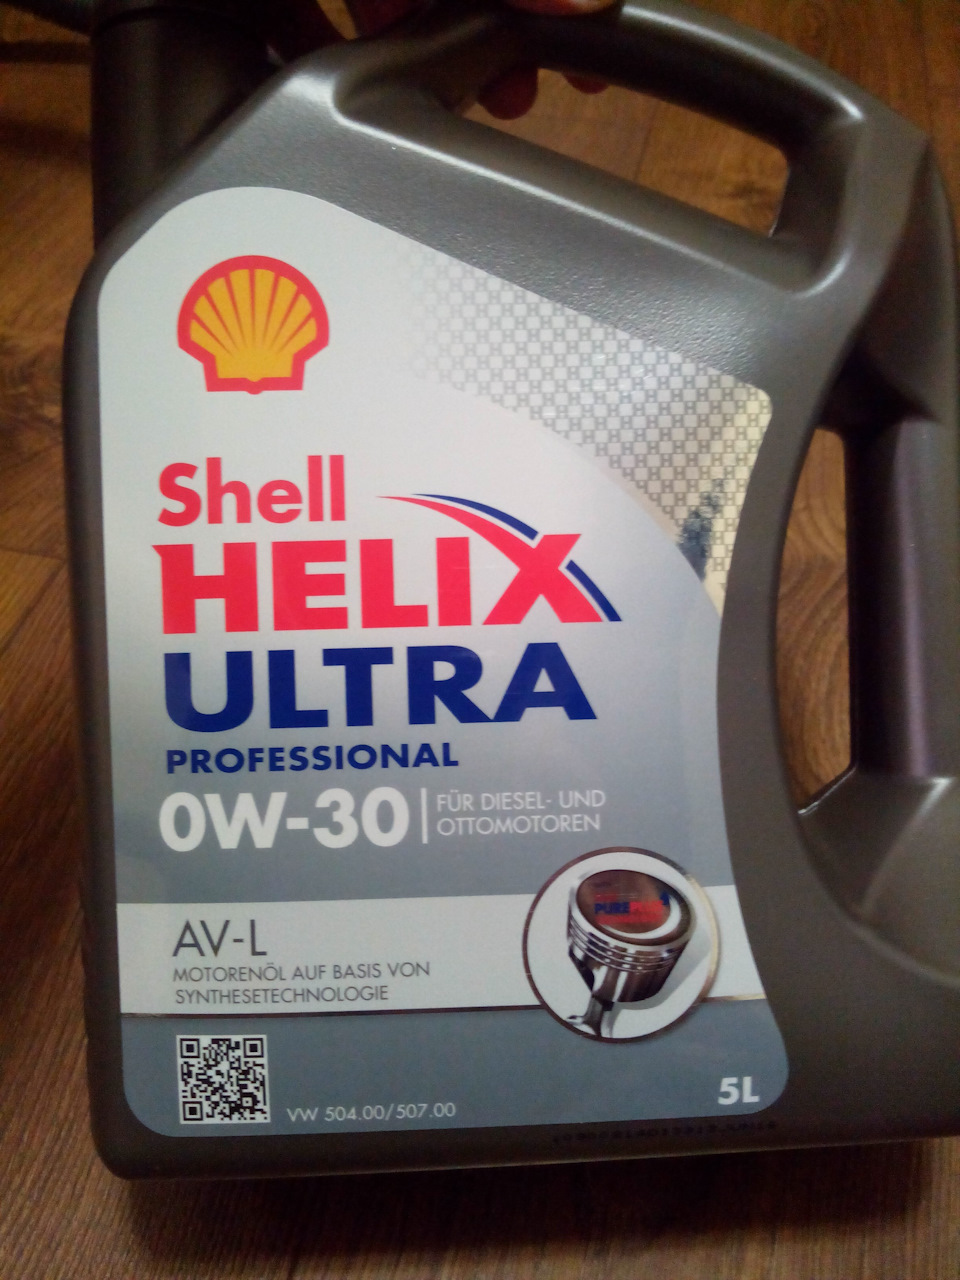 Shell
HELIX
ULTRA
PROFESSIONAL
0W-30
FÜR DIESEL- UND
OTTOMOTOREN
AV-L
MOTORENÖL AUF BASIS VON
SYNTHESETECHNOLOGIE
PUREPLUS
VW 504.00/507.00
5L